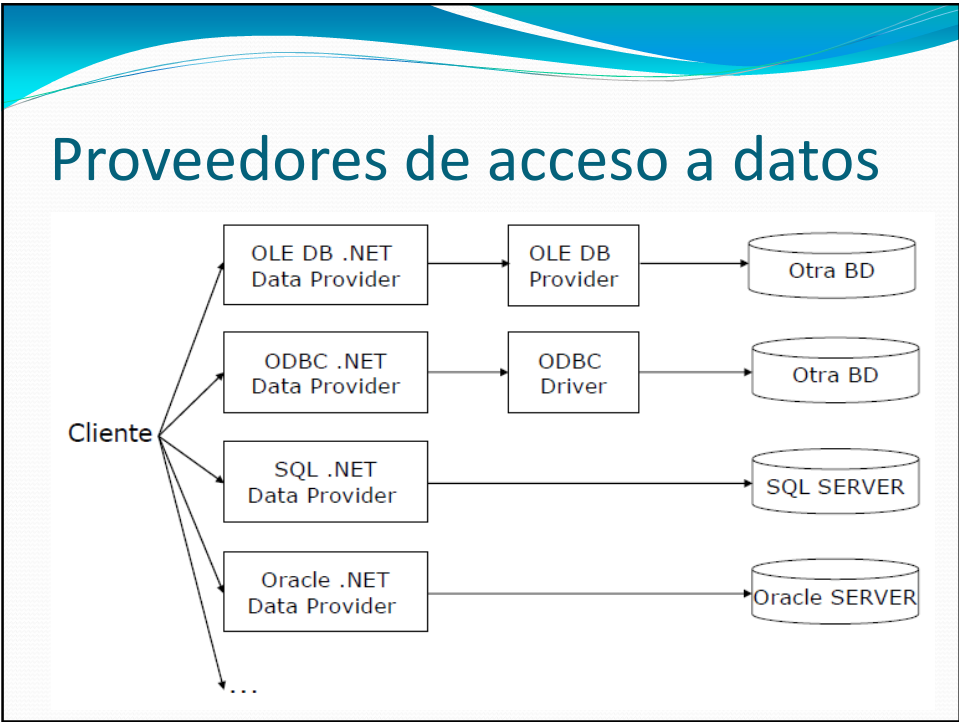 Proveedores de acceso a datos
OLE DB .NET
Data Provider
OLE DB
Provider
Otra BD
ODBC .NET
Data Provider
ODBC
Driver
Otra BD
Cliente
SQL .NET
Data Provider
SQL SERVER
Oracle .NET
Data Provider
Oracle SERVER
...